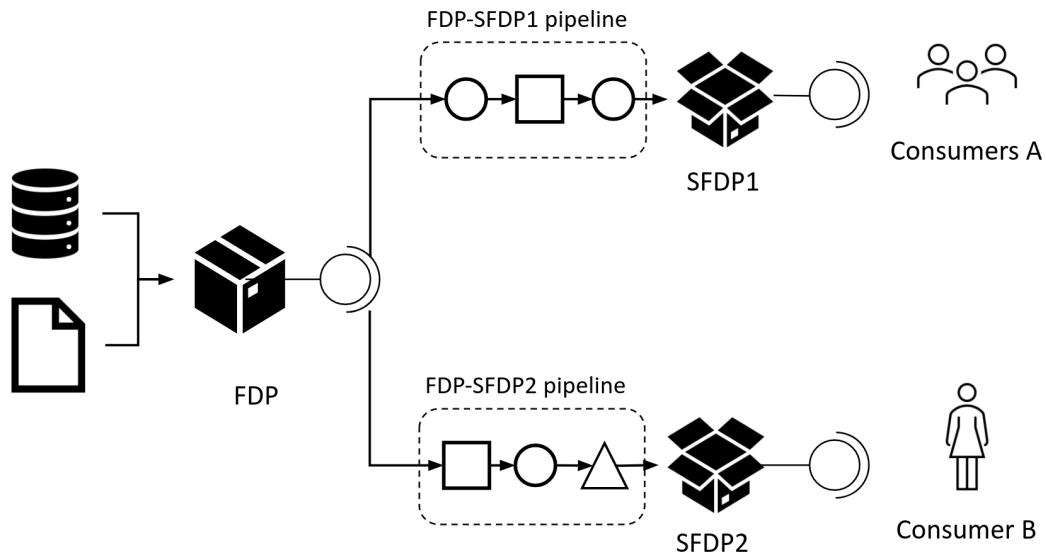 FDP-SFDP1 pipeline
SFDP1
Consumers A
FDP
FDP-SFDP2 pipeline
SFDP2
Consumer B